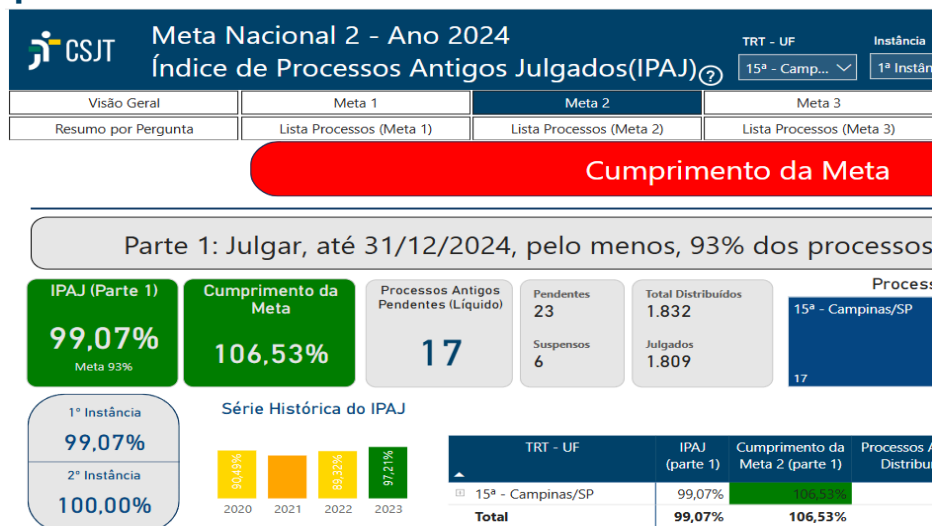 CSJT
Meta Nacional 2 - Ano 2024
Índice de Processos Antigos Julgados(IPAJ)
?
TRT - UF
15ª - Camp...
Instância
1ª Instân
Visão Geral
Meta 1
Meta 2
Meta 3
Resumo por Pergunta
Lista Processos (Meta 1)
Lista Processos (Meta 2)
Lista Processos (Meta 3)
Cumprimento da Meta
Parte 1: Julgar, até 31/12/2024, pelo menos, 93% dos processos
IPAJ (Parte 1)
99,07%
Meta 93%
Cumprimento da
Meta
106,53%
Processos Antigos
Pendentes (Líquido)
17
Pendentes
23
Suspensos
6
Total Distribuídos
1.832
Julgados
1.809
Process
15ª - Campinas/SP
17
1° Instância
99,07%
2° Instância
100,00%
Série Histórica do IPAJ
90,49%
89,32%
97,21%
2020
2021
2022
2023
TRT - UF
IPAJ
(parte 1)
Cumprimento da
Meta 2 (parte 1)
Processos A
Distribu
15ª - Campinas/SP
99,07%
106,53%
Total
99,07%
106,53%